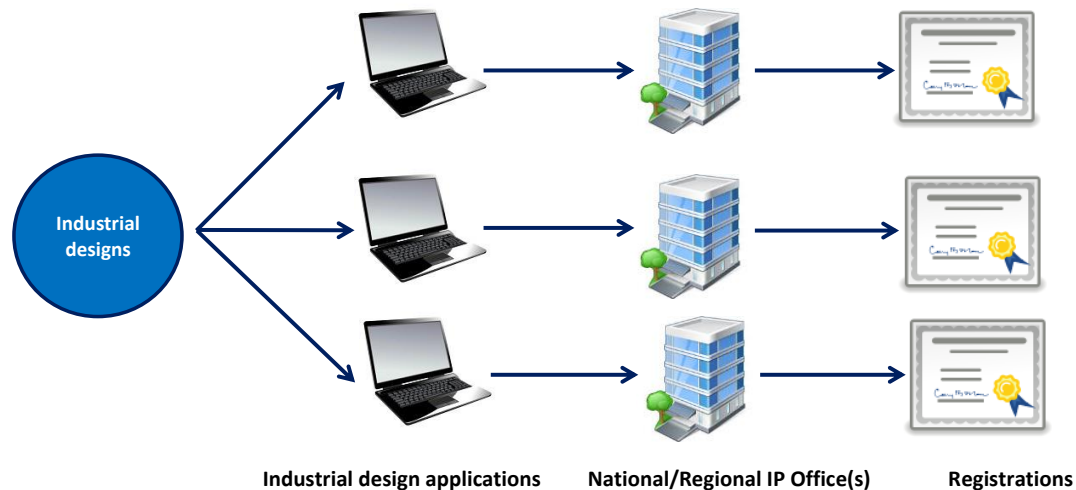 Industrial
designs
Industrial design applications
National/Regional IP Office(s)
Registrations